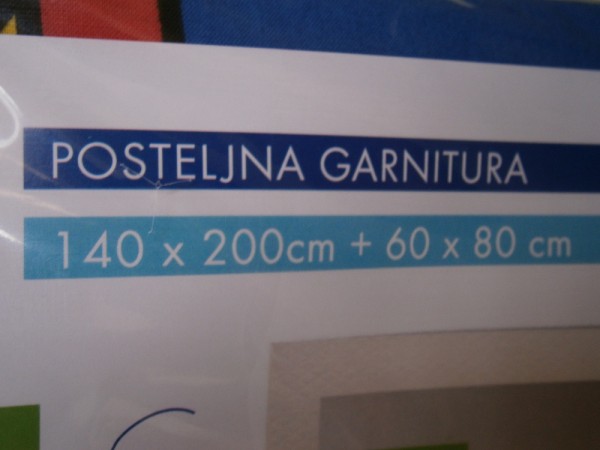 POSTELJNA GARNITURA
140 x 200cm + 60 x 80 cm